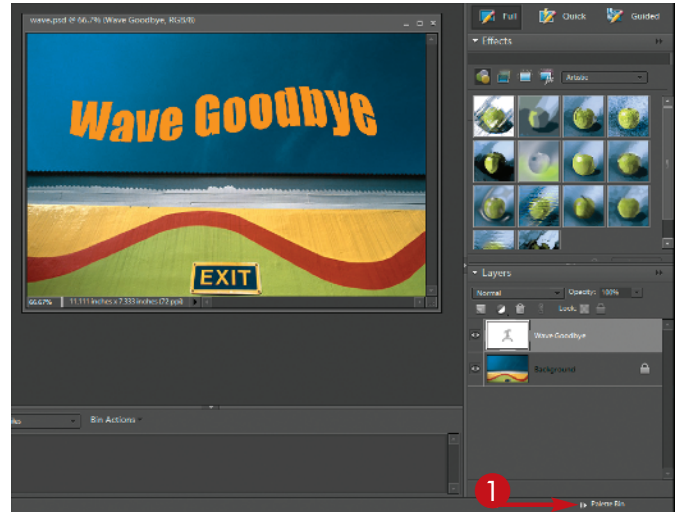 Full Quick Guided
wave.psd @ 66.7% (Wave Goodbye, RGB/8)
Effects
Artistic
Wave Goodbye
EXIT
66.67% 11.111 inches x 7.333 inches (72 ppi)
Layers
Normal Opacity: 100%
Lock:
Wave Goodbye
Background
Bin Actions
1
Palette Bin